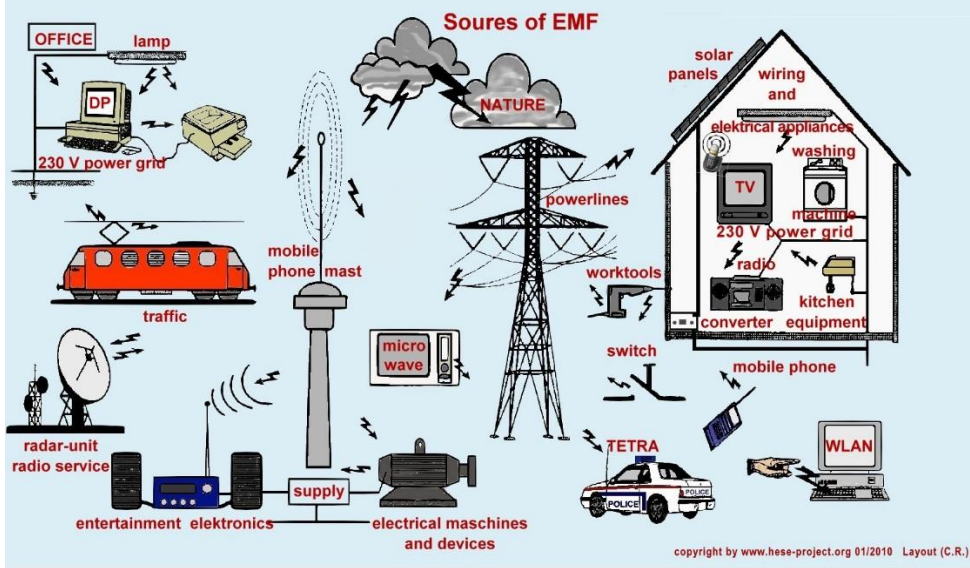 Soures of EMF
OFFICE
lamp
DP
230 V power grid
NATURE
solar
panels
wiring
and
elektrical appliances
washing
TV
machine
230 V power grid
radio
converter
kitchen
equipment
powerlines
worktools
mobile
phone mast
traffic
micro
wave
switch
mobile phone
radar-unit
radio service
TETRA
POLICE
POLICE
WLAN
entertainment elektronics
supply
electrical maschines
and devices
copyright by www.hese-project.org 01/2010 Layout (C.R.)